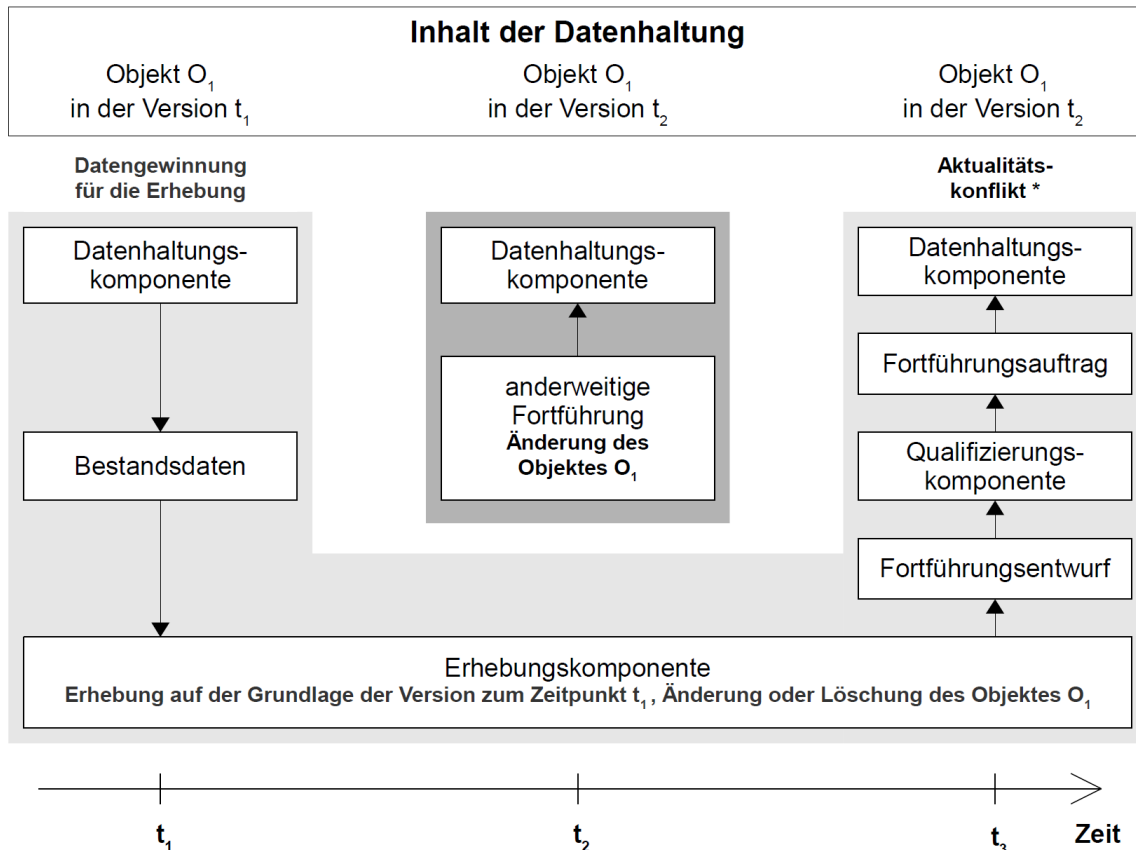 Inhalt der Datenhaltung
Objekt O₁
in der Version t₁
Objekt O₁
in der Version t₂
Objekt O₁
in der Version t₂
Datengewinnung
für die Erhebung
Datenhaltungs-
komponente
Bestandsdaten
Datenhaltungs-
komponente
anderweitige
Fortführung
Änderung des
Objektes O₁
Aktualitäts-
konflikt *
Datenhaltungs-
komponente
Fortführungsauftrag
Qualifizierungs-
komponente
Fortführungsentwurf
Erhebungskomponente
Erhebung auf der Grundlage der Version zum Zeitpunkt t₁, Änderung oder Löschung des Objektes O₁
t₁
t₂
t₃
Zeit